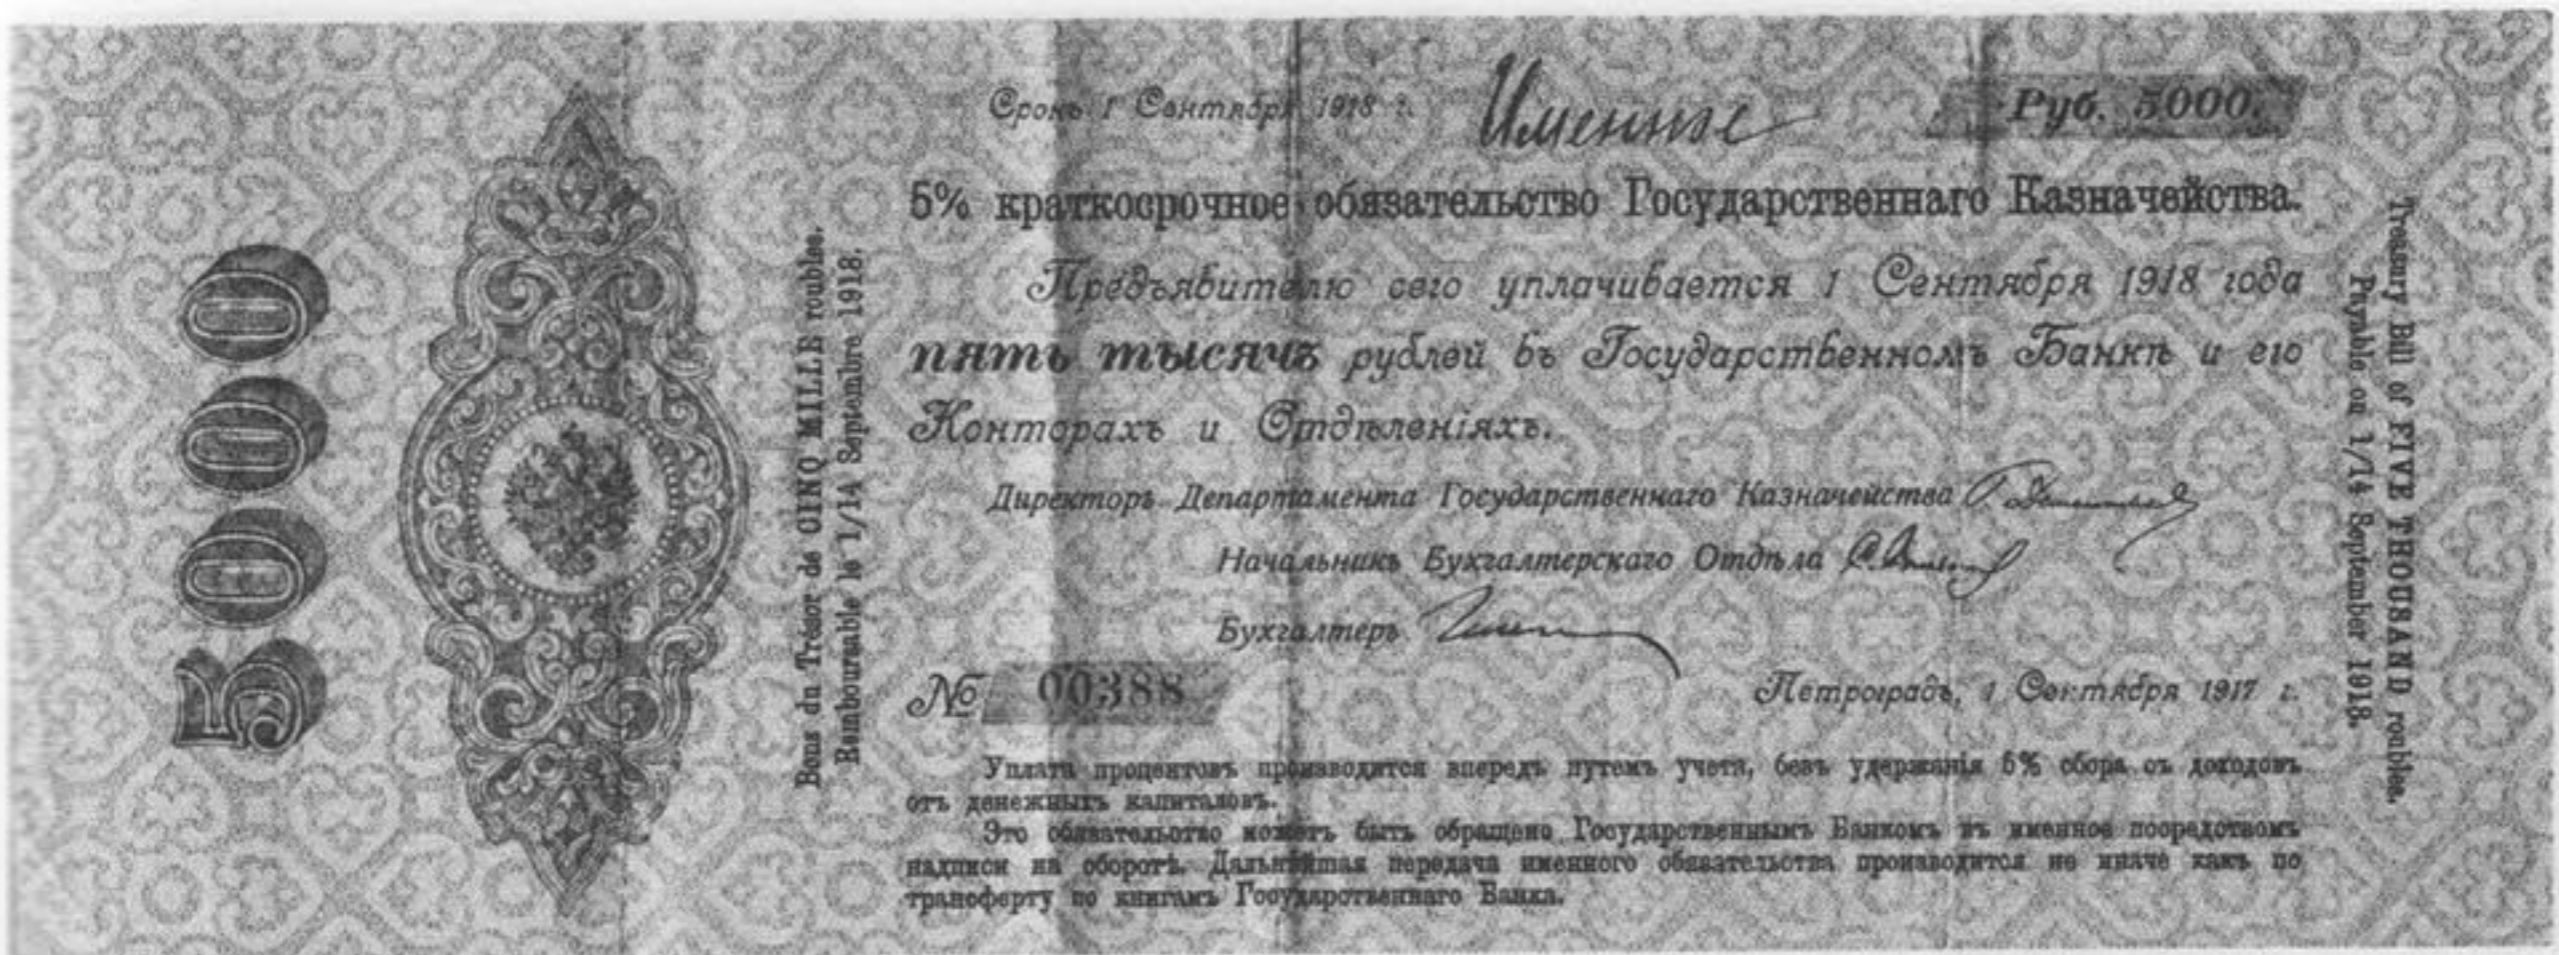 5000
Bons du Trésor de CINQ MILLE roubles.
Remboursable le 1/14 Septembre 1918.
Срокъ 1 Сентября 1918 г.
Именное
Руб. 5000.
5% краткосрочное обязательство Государственнаго Казначейства.
Предъявителю сего уплачивается 1 Сентября 1918 года
пять тысячъ рублей въ Государственномъ Банкѣ и его
Конторахъ и Отдѣленіяхъ.
Директоръ Департамента Государственнаго Казначейства
Начальникъ Бухгалтерскаго Отдѣла
Бухгалтеръ
№ 00388
Петроградъ, 1 Сентября 1917 г.
Уплата процентовъ производится впередъ путемъ учета, безъ удержанія 5% сбора съ доходовъ
отъ денежныхъ капиталовъ.
Это обязательство можетъ быть обращено Государственнымъ Банкомъ въ именное посредствомъ
надписи на оборотѣ. Дальнѣйшая передача именного обязательства производится не иначе какъ по
трансферту по книгамъ Государственнаго Банка.
Treasury Bill of FIVE THOUSAND roubles.
Payable on 1/14 September 1918.